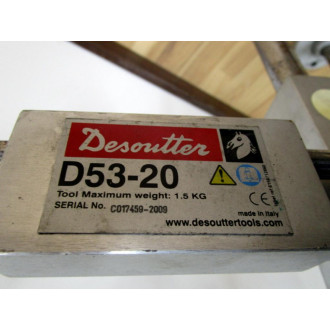 Desoutter
D53-20
Tool Maximum weight: 1.5 KG
SERIAL No. C017459-2009
CE
made in Italy
www.desouttertools.com